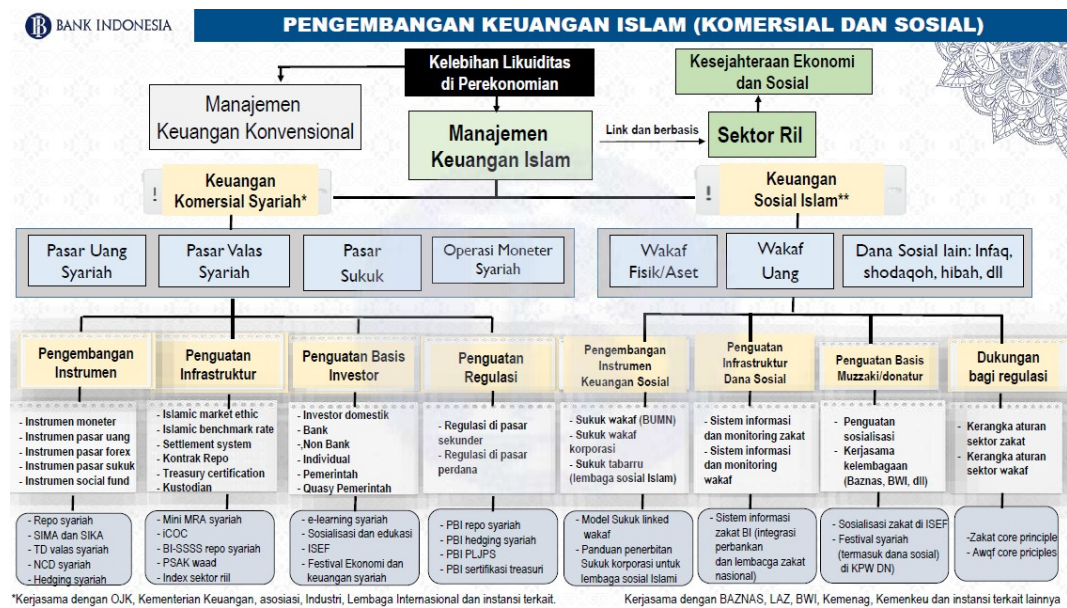 BANK INDONESIA
PENGEMBANGAN KEUANGAN ISLAM (KOMERSIAL DAN SOSIAL)
Kelebihan Likuiditas
di Perekonomian
Kesejahteraan Ekonomi
dan Sosial
Manajemen
Keuangan Konvensional
Manajemen
Keuangan Islam
Link dan berbasis
Sektor Ril
Keuangan
Komersial Syariah*
Keuangan
Sosial Islam**
Pasar Uang
Syariah
Pasar Valas
Syariah
Pasar
Sukuk
Operasi Moneter
Syariah
Wakaf
Fisik/Aset
Wakaf
Uang
Dana Sosial lain: Infaq,
shodaqoh, hibah, dll
Pengembangan
Instrumen
Penguatan
Infrastruktur
Penguatan Basis
Investor
Penguatan
Regulasi
Pengembangan
Instrumen
Keuangan Sosial
Penguatan
Infrastruktur
Dana Sosial
Penguatan Basis
Muzzaki/donatur
Dukungan
bagi regulasi
- Instrumen moneter
- Instrumen pasar uang
- Instrumen pasar forex
- Instrumen pasar sukuk
- Instrumen social fund
- Islamic market ethic
- Islamic benchmark rate
- Settlement system
- Kontrak Repo
- Treasury certification
- Kustodian
- Investor domestik
- Bank
- ,Non Bank
- Individual
- Pemerintah
- Quasy Pemerintah
- Regulasi di pasar
sekunder
- Regulasi di pasar
perdana
- Sukuk wakaf (BUMN)
- Sukuk wakaf
korporasi
- Sukuk tabarru
(lembaga sosial Islam)
- Sistem informasi
dan monitoring zakat
- Sistem informasi
dan monitoring
wakaf
- Penguatan
sosialisasi
- Kerjasama
kelembagaan
(Baznas, BWI, dll)
- Kerangka aturan
sektor zakat
- Kerangka aturan
sektor wakaf
- Repo syariah
- SIMA dan SIKA
- TD valas syariah
- NCD syariah
- Hedging syariah
- Mini MRA syariah
- iCOC
- BI-SSSS repo syariah
- PSAK waad
- Index sektor riil
- e-learning syariah
- Sosialisasi dan edukasi
- ISEF
- Festival Ekonomi dan
keuangan syariah
- PBI repo syariah
- PBI hedging syariah
- PBI PLJPS
- PBI sertifikasi treasuri
- Model Sukuk linked
wakaf
- Panduan penerbitan
Sukuk korporasi untuk
lembaga sosial Islami
- Sistem informasi
zakat BI (integrasi
perbankan
dan lembacga zakat
nasional)
- Sosialisasi zakat di ISEF
- Festival syariah
(termasuk dana sosial)
di KPW DN)
-Zakat core principle
- Awqf core priciples
*Kerjasama dengan OJK, Kementerian Keuangan, asosiasi, Industri, Lembaga Internasional dan instansi terkait.
Kerjasama dengan BAZNAS, LAZ, BWI, Kemenag, Kemenkeu dan instansi terkait lainnya